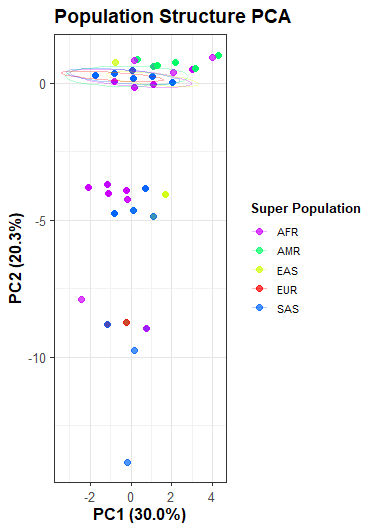 Population Structure PCA
0
-5
-10
PC2 (20.3%)
-2
0
2
4
PC1 (30.0%)
Super Population
AFR
AMR
EAS
EUR
SAS